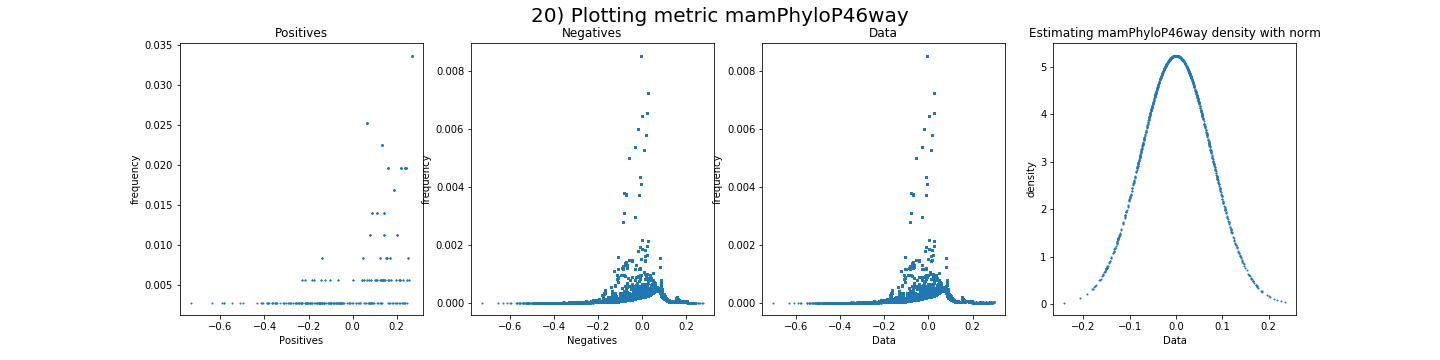 20) Plotting metric mamPhyloP46way
Positives
0.035
0.030
0.025
0.020
0.015
0.010
0.005
frequency
−0.6 −0.4 −0.2 0.0 0.2
Positives
Negatives
0.008
0.006
0.004
0.002
0.000
frequency
−0.6 −0.4 −0.2 0.0 0.2
Negatives
Data
0.008
0.006
0.004
0.002
0.000
frequency
−0.6 −0.4 −0.2 0.0 0.2
Data
Estimating mamPhyloP46way density with norm
5
4
3
2
1
0
density
−0.2 −0.1 0.0 0.1 0.2
Data